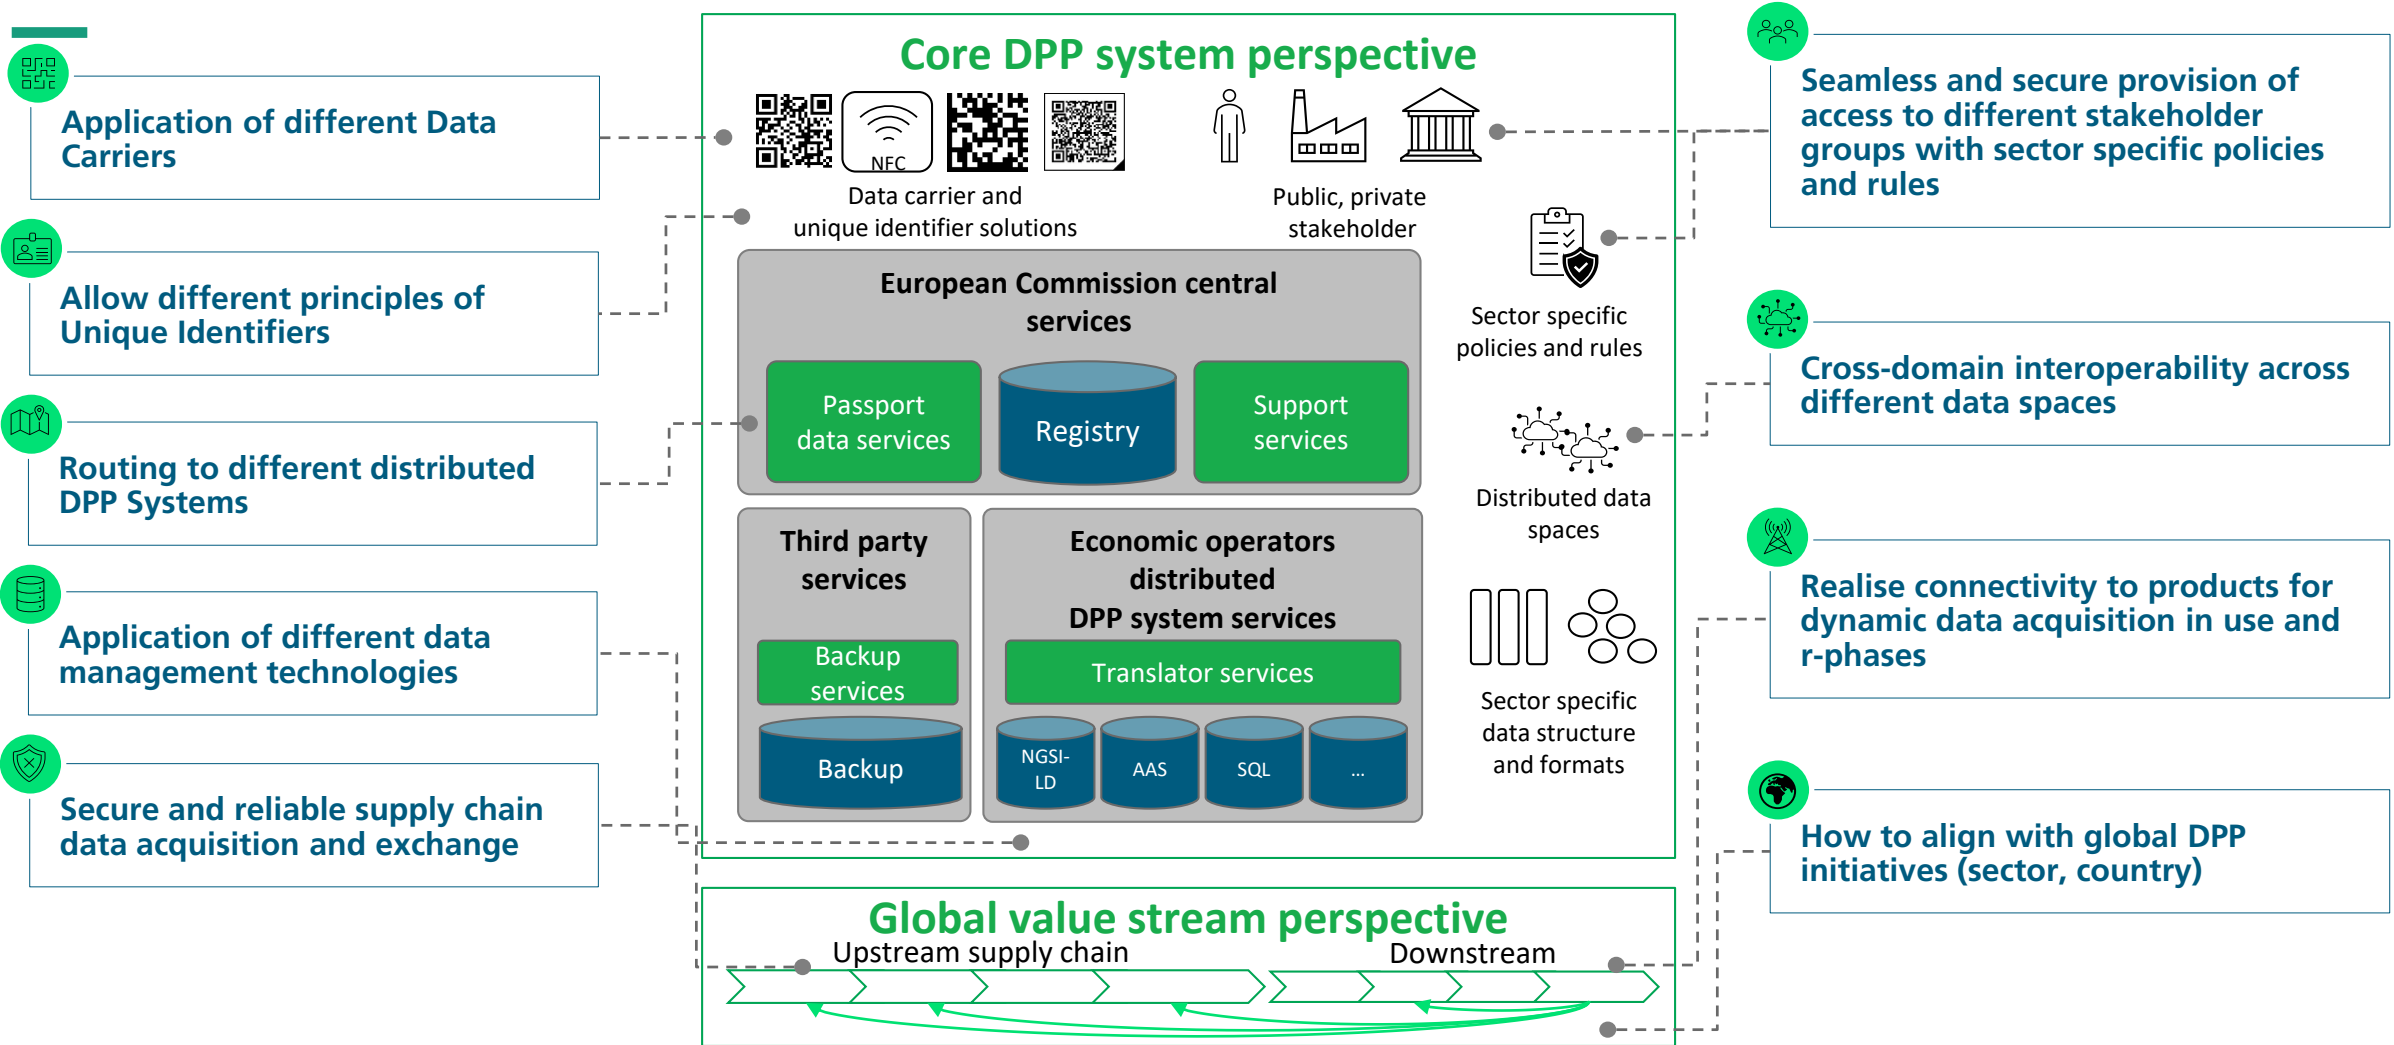 Application of different Data
Carriers
Allow different principles of
Unique Identifiers
Routing to different distributed
DPP Systems
Application of different data
management technologies
Secure and reliable supply chain
data acquisition and exchange
Core DPP system perspective
NFC
Data carrier and
unique identifier solutions
Public, private
stakeholder
European Commission central
services
Passport
data services
Registry
Support
services
Third party
services
Backup
services
Backup
Economic operators
distributed
DPP system services
Translator services
NGSI-
LD
AAS
SQL
...
Sector specific
policies and rules
Distributed data
spaces
Sector specific
data structure
and formats
Global value stream perspective
Upstream supply chain
Downstream
Seamless and secure provision of
access to different stakeholder
groups with sector specific policies
and rules
Cross-domain interoperability across
different data spaces
Realise connectivity to products for
dynamic data acquisition in use and
r-phases
How to align with global DPP
initiatives (sector, country)